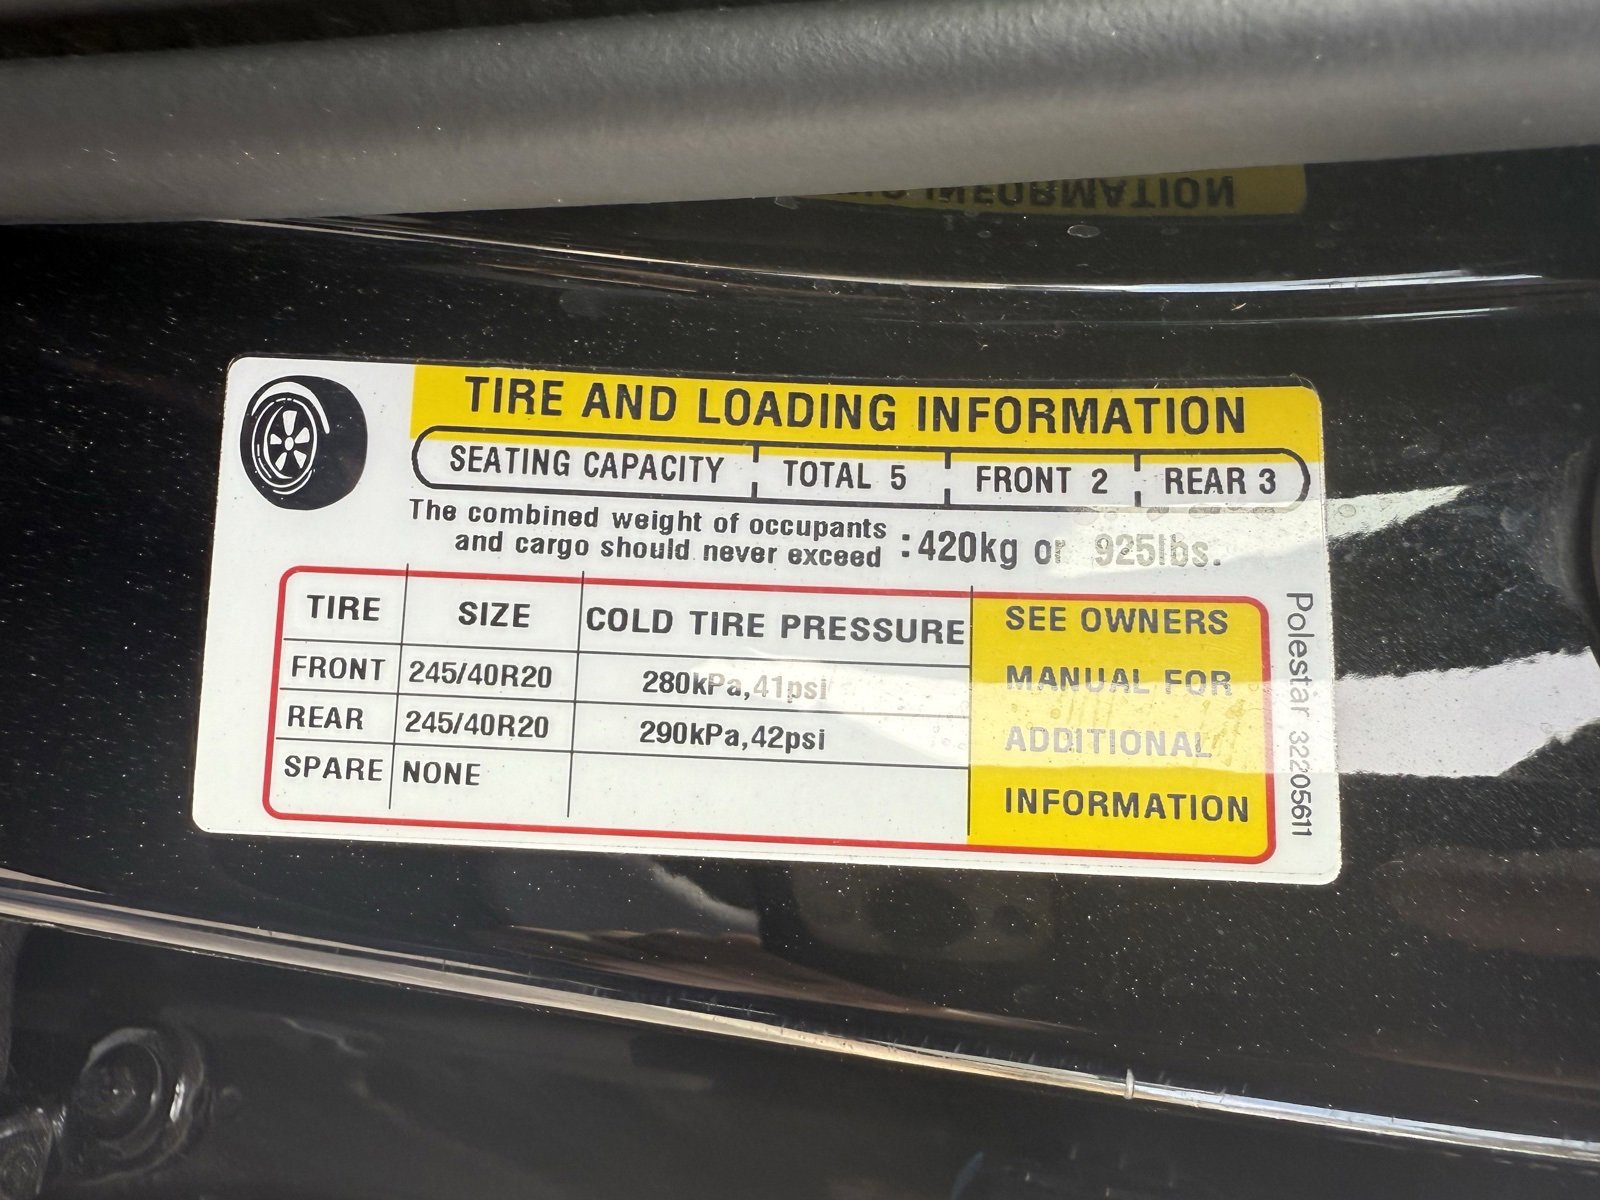 TIRE AND LOADING INFORMATION
SEATING CAPACITY TOTAL 5 FRONT 2 REAR 3
The combined weight of occupants
and cargo should never exceed :420kg or 925lbs.
TIRE SIZE COLD TIRE PRESSURE
FRONT 245/40R20 280kPa,41psi
REAR 245/40R20 290kPa,42psi
SPARE NONE
SEE OWNERS
MANUAL FOR
ADDITIONAL
INFORMATION
Polestar 32205611
INFORMATION